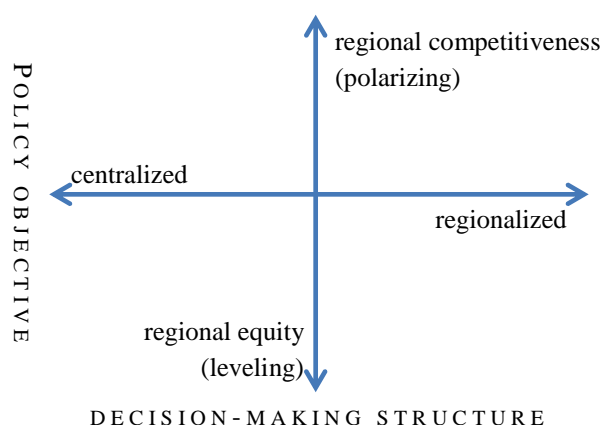 regional competitiveness
(polarizing)
POLICY OBJECTIVE
centralized
regionalized
regional equity
(leveling)
DECISION-MAKING STRUCTURE